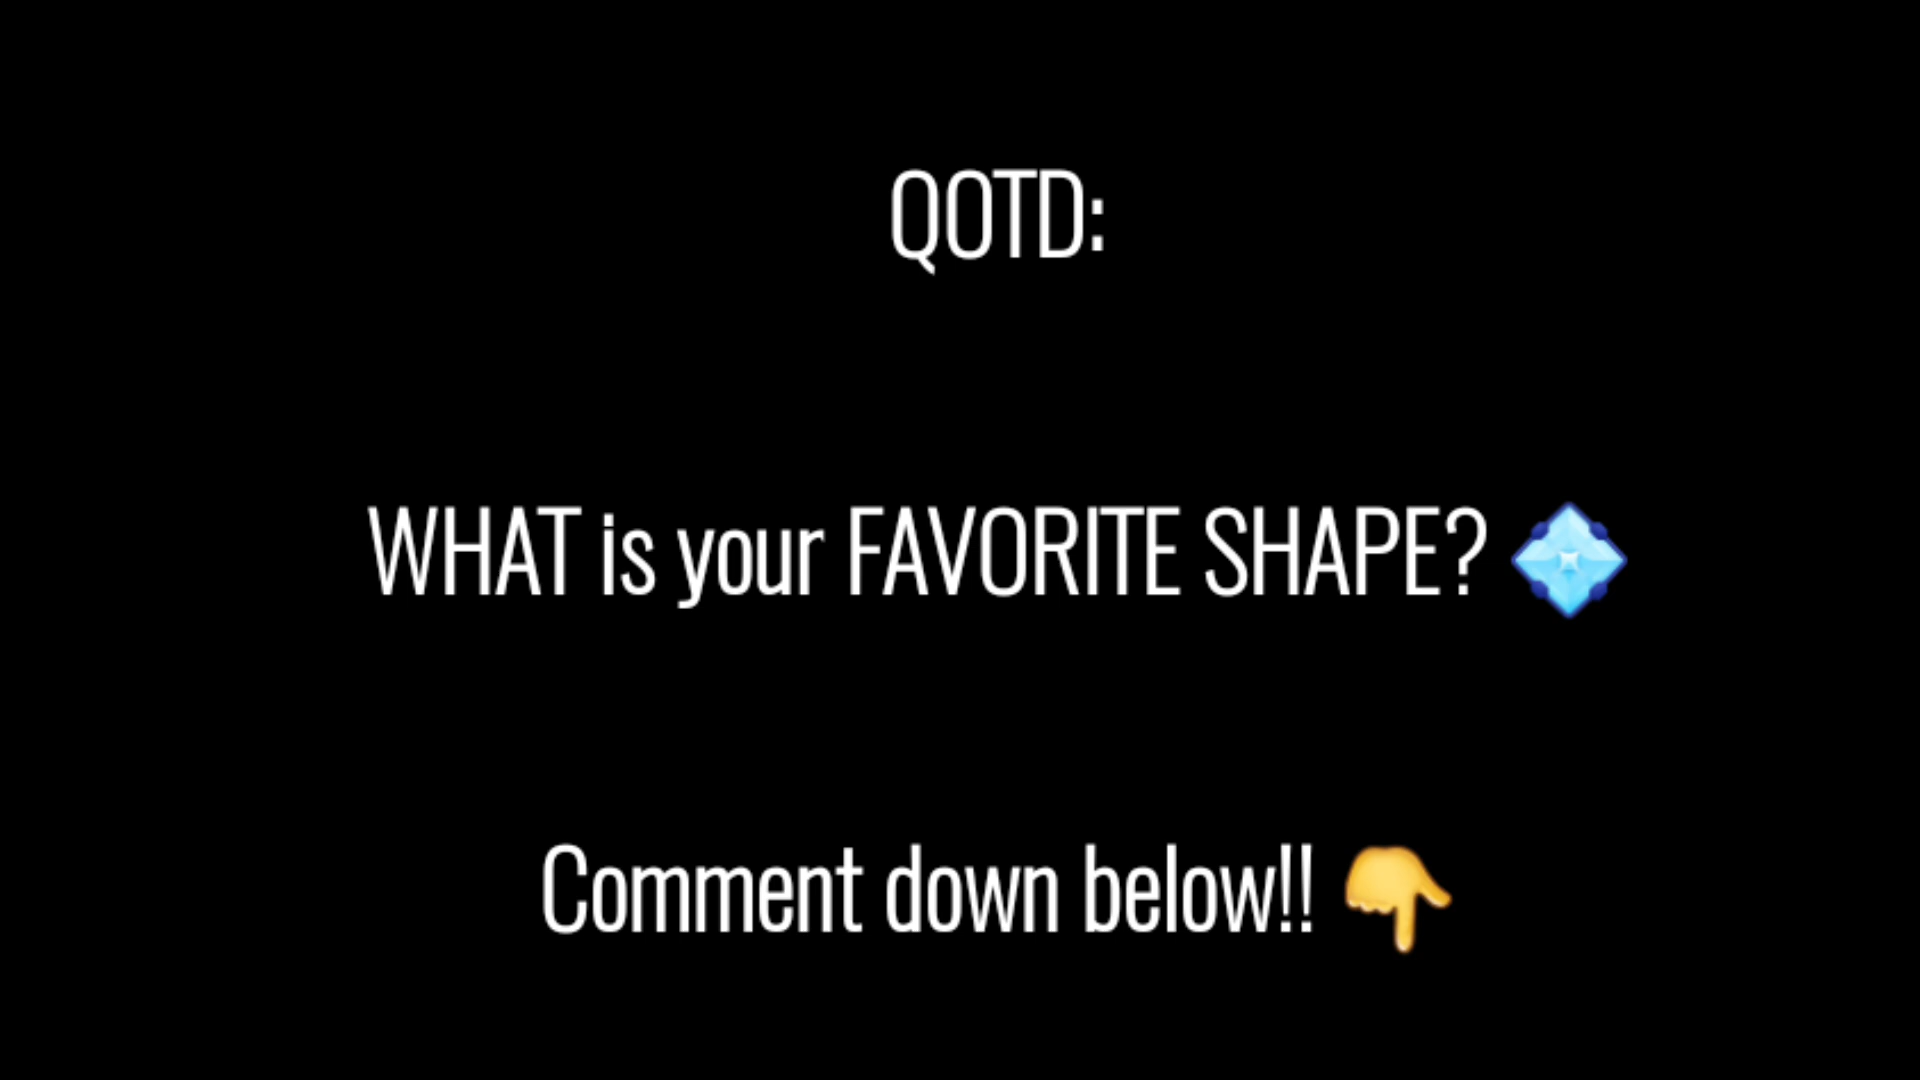 QOTD:
WHAT is your FAVORITE SHAPE? 💠
Comment down below!! 👇